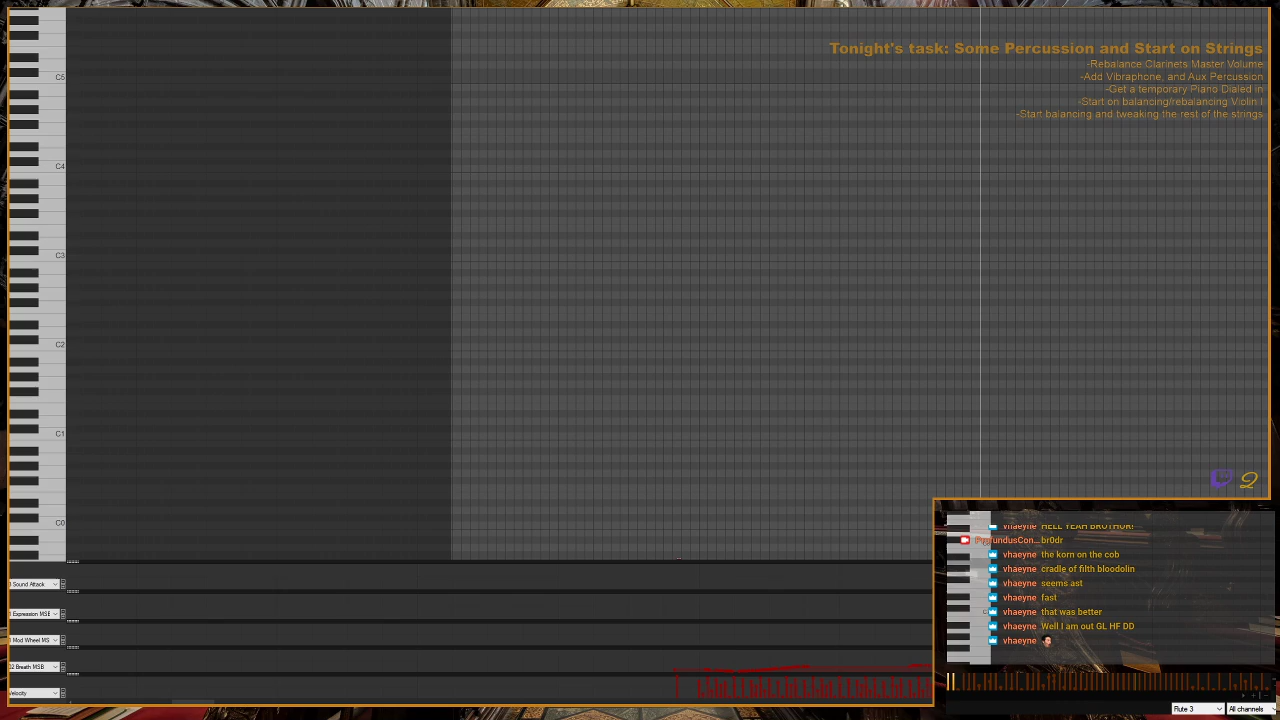 Tonight's task: Some Percussion and Start on Strings
-Rebalance Clarinets Master Volume
-Add Vibraphone, and Aux Percussion
-Get a temporary Piano Dialed in
-Start on balancing/rebalancing Violin I
-Start balancing and tweaking the rest of the strings
C5
C4
C3
C2
C1
C0
2
vhaeyne HELL YEAH BROTHUR!
ProfundusCon... br0dr
vhaeyne the korn on the cob
vhaeyne cradle of filth bloodolin
vhaeyne seems ast
vhaeyne fast
vhaeyne that was better
vhaeyne Well I am out GL HF DD
vhaeyne
Sound Attack
Expression MSB
Mod Wheel MS
02 Breath MSB
Velocity
Flute 3
All channels